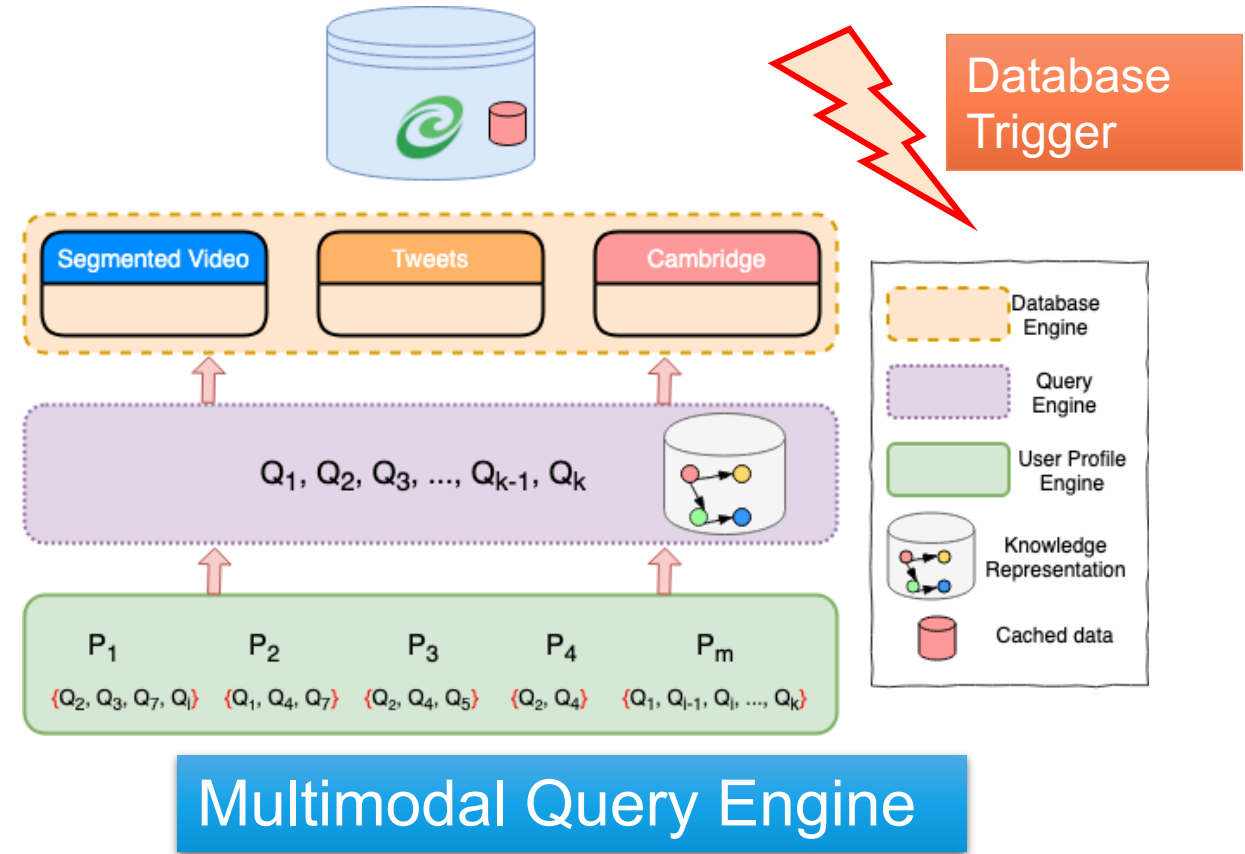 Database
Trigger
Segmented Video
Tweets
Cambridge
Database
Engine
Q₁, Q₂, Q₃, ..., Qₖ₋₁, Qₖ
Query
Engine
User Profile
Engine
Knowledge
Representation
Cached data
P₁ P₂ P₃ P₄ Pₘ
{Q₂, Q₃, Q₇, Qᵢ} {Q₁, Q₄, Q₇} {Q₂, Q₄, Q₅} {Q₂, Q₄} {Q₁, Qᵢ₋₁, Qᵢ, ..., Qₖ}
Multimodal Query Engine